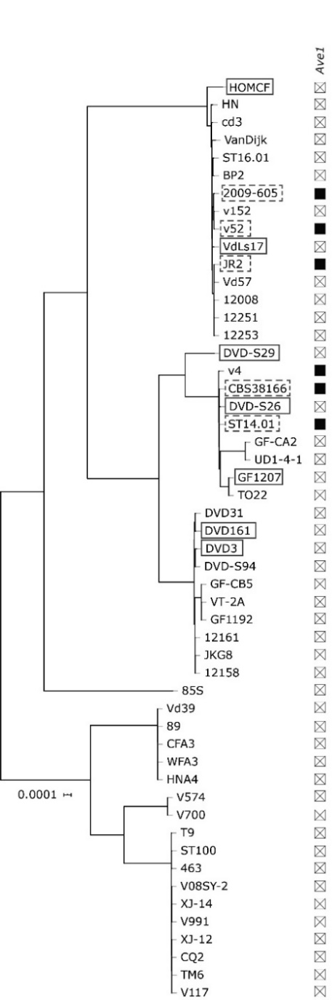 Ave1
HOMCF
HN
cd3
VanDijk
ST16.01
BP2
2009-605
v152
v52
VdLs17
JR2
Vd57
12008
12251
12253
DVD-S29
v4
CBS38166
DVD-S26
ST14.01
GF-CA2
UD1-4-1
GF1207
TO22
DVD31
DVD161
DVD3
DVD-S94
GF-CB5
VT-2A
GF1192
12161
JKG8
12158
85S
Vd39
89
CFA3
WFA3
HNA4
0.0001
V574
V700
T9
ST100
463
V08SY-2
XJ-14
V991
XJ-12
CQ2
TM6
V117